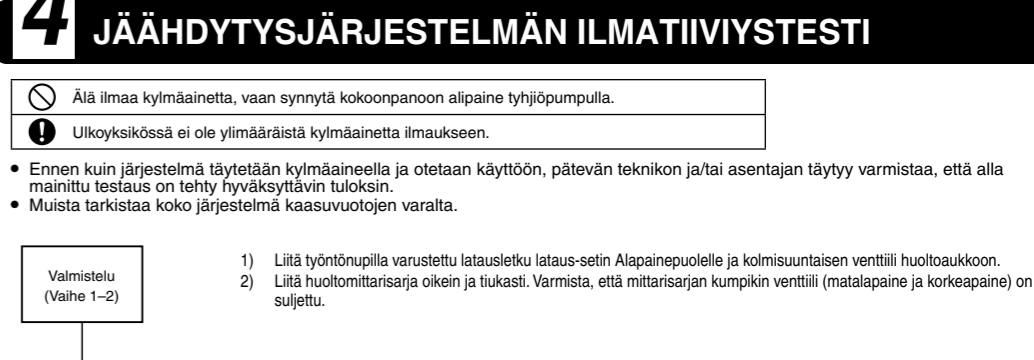 4 JÄÄHDYTYSJÄRJESTELMÄN ILMATIIVIYSTESTI
Älä ilmaa kylmäainetta, vaan synnytä kokoonpanoon alipaine tyhjiöpumpulla.
Ulkoyksikössä ei ole ylimääräistä kylmäainetta ilmaukseen.
• Ennen kuin järjestelmä täytetään kylmäaineella ja otetaan käyttöön, pätevän teknikon ja/tai asentajan täytyy varmistaa, että alla
mainittu testaus on tehty hyväksyttävin tuloksin.
• Muista tarkistaa koko järjestelmä kaasuvuotojen varalta.
Valmistelu
(Vaihe 1–2)
1) Liitä työntönupilla varustettu latausletku lataus-setin Alapainepuolelle ja kolmisuuntaisen venttiili huoltoaukkoon.
2) Liitä huoltomittarisarja oikein ja tiukasti. Varmista, että mittarisarjan kumpikin venttiili (matalapaine ja korkeapaine) on
suljettu.